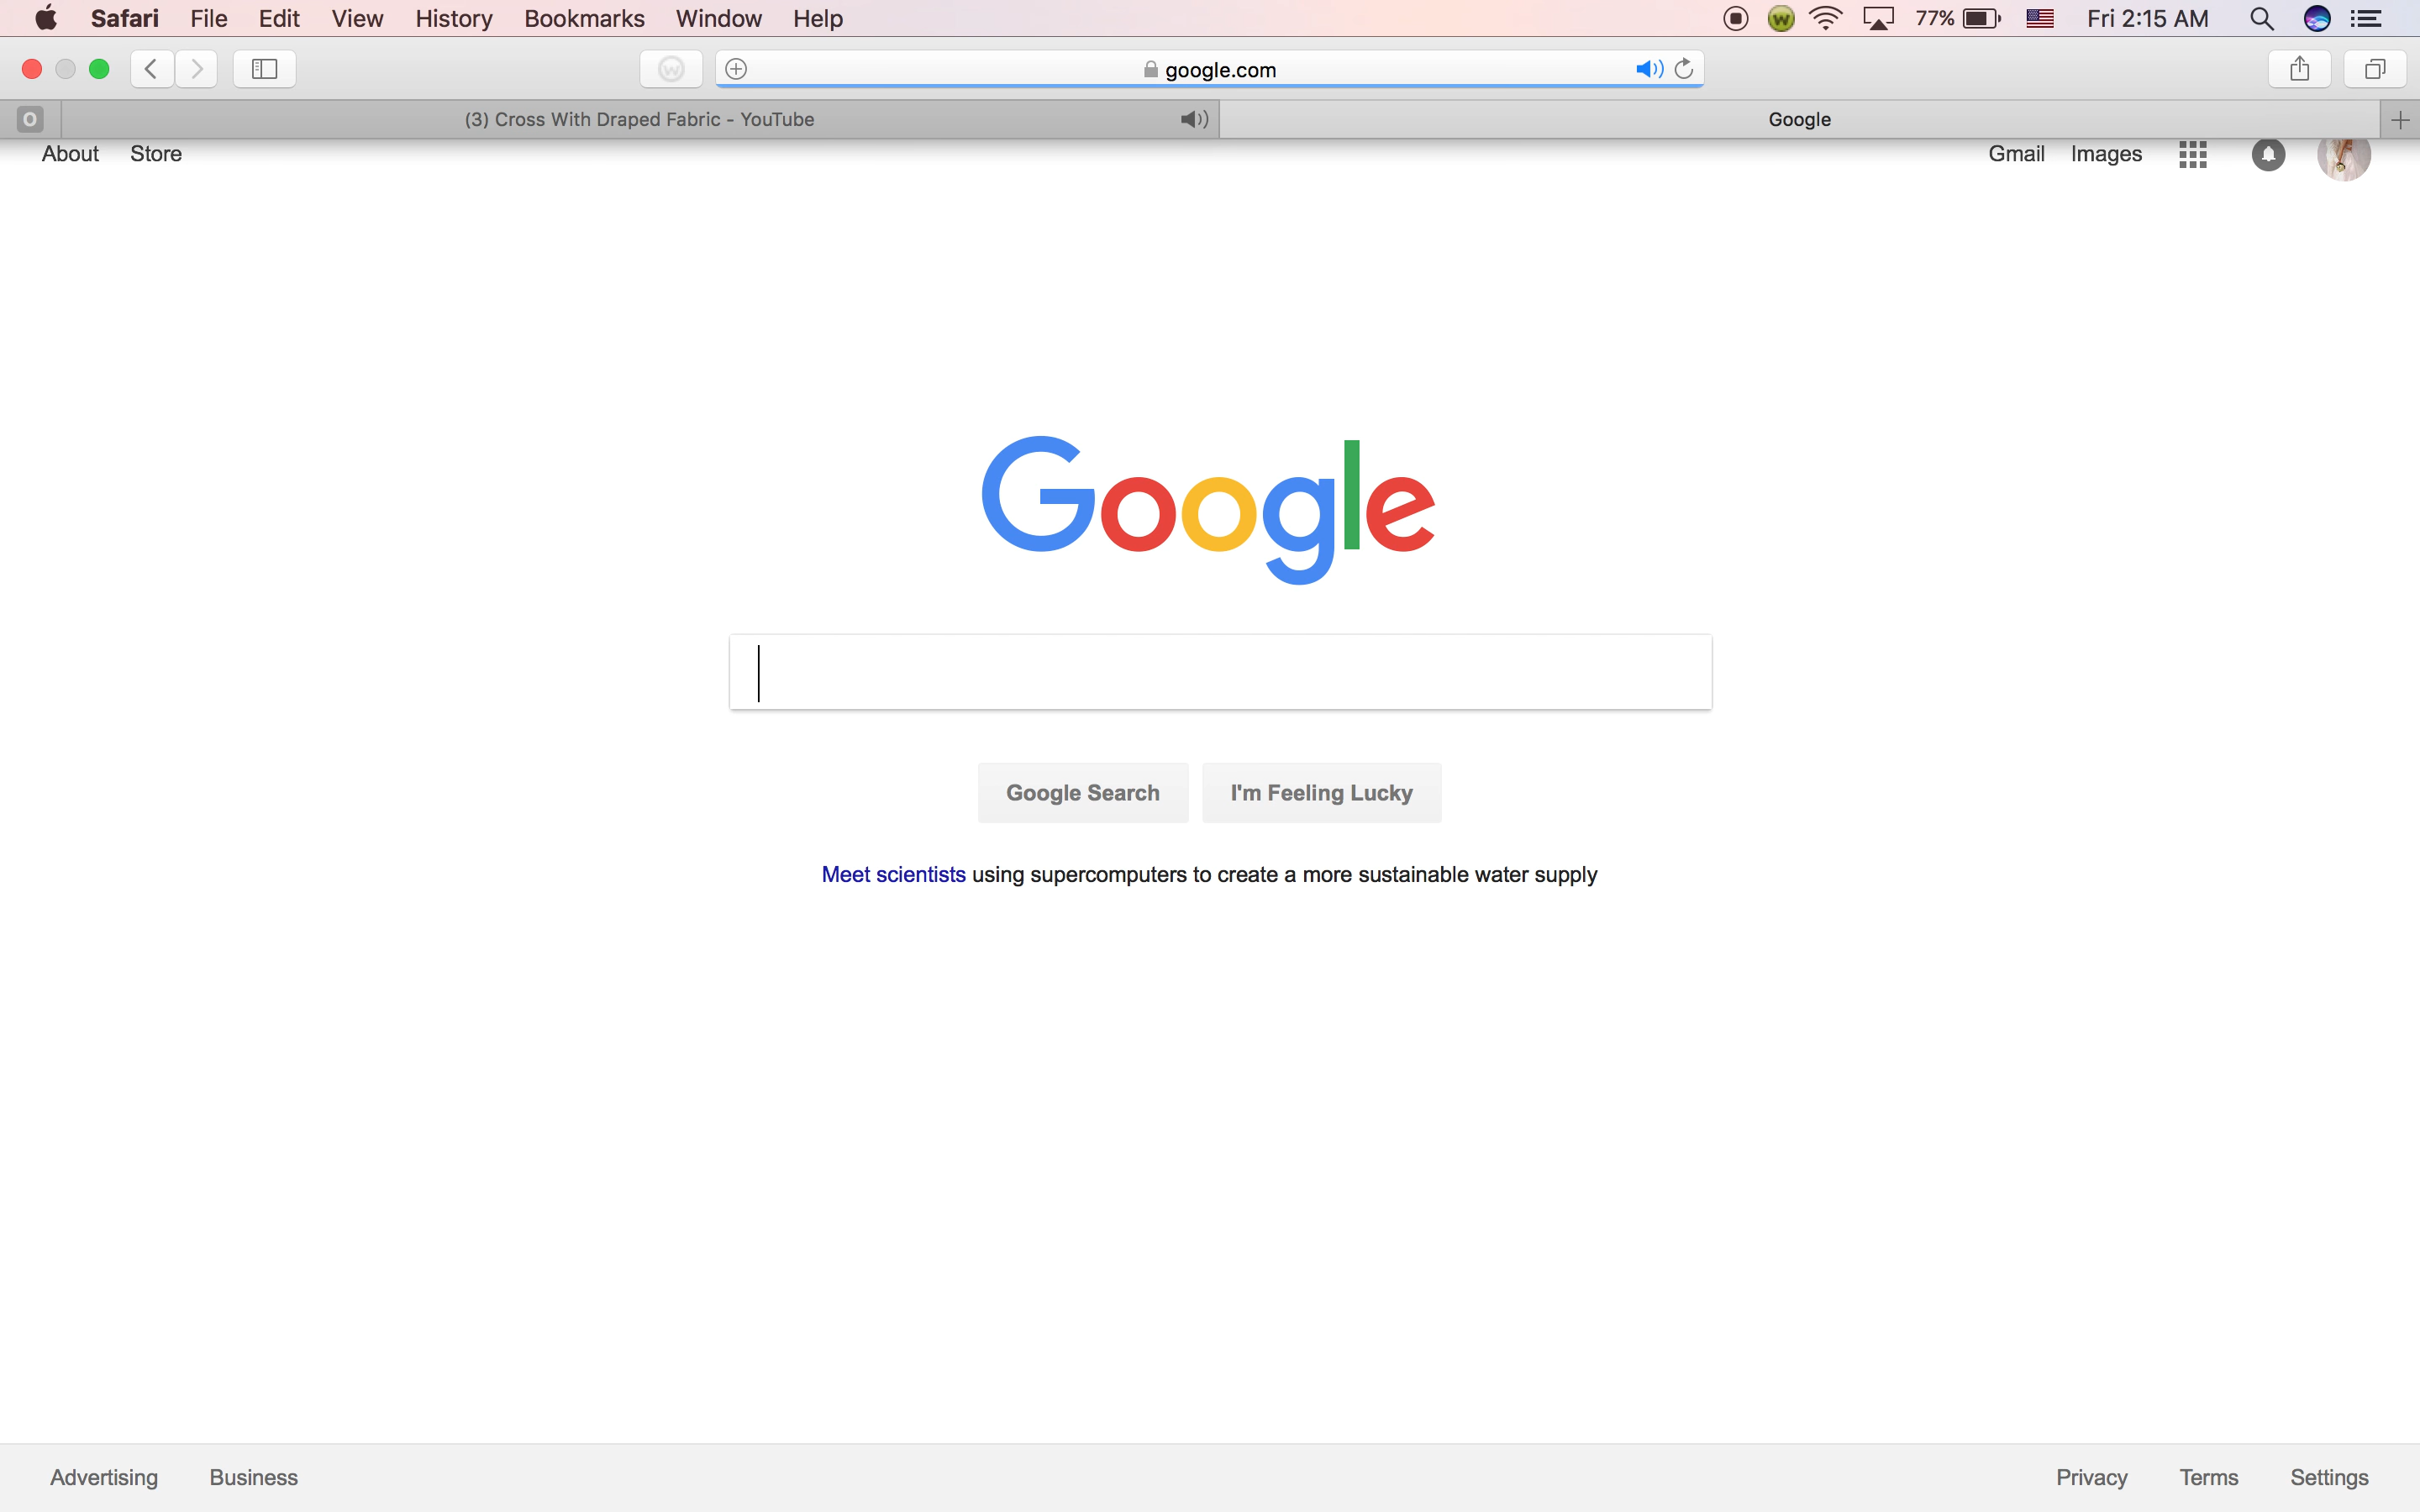 Safari File Edit View History Bookmarks Window Help W 77% Fri 2:15 AM
W google.com
O (3) Cross With Draped Fabric - YouTube Google
About Store Gmail Images
Google
Google Search I'm Feeling Lucky
Meet scientists using supercomputers to create a more sustainable water supply
Advertising Business Privacy Terms Settings